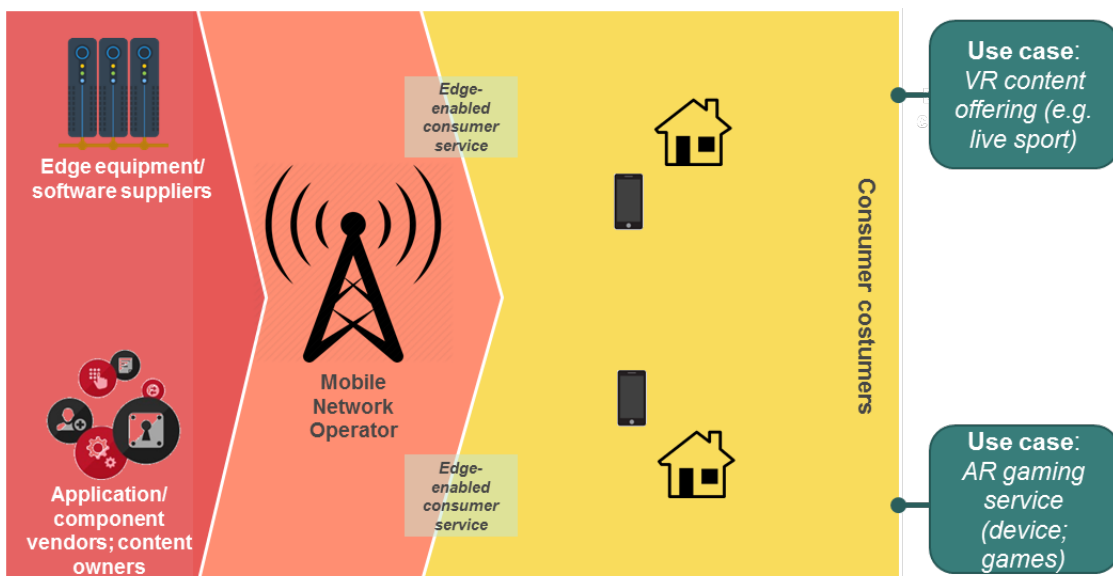 Edge equipment/
software suppliers
Application/
component
vendors; content
owners
Mobile
Network
Operator
Edge-
enabled
consumer
service
Edge-
enabled
consumer
service
Consumer costumers
Use case:
VR content
offering (e.g.
live sport)
Use case:
AR gaming
service
(device;
games)